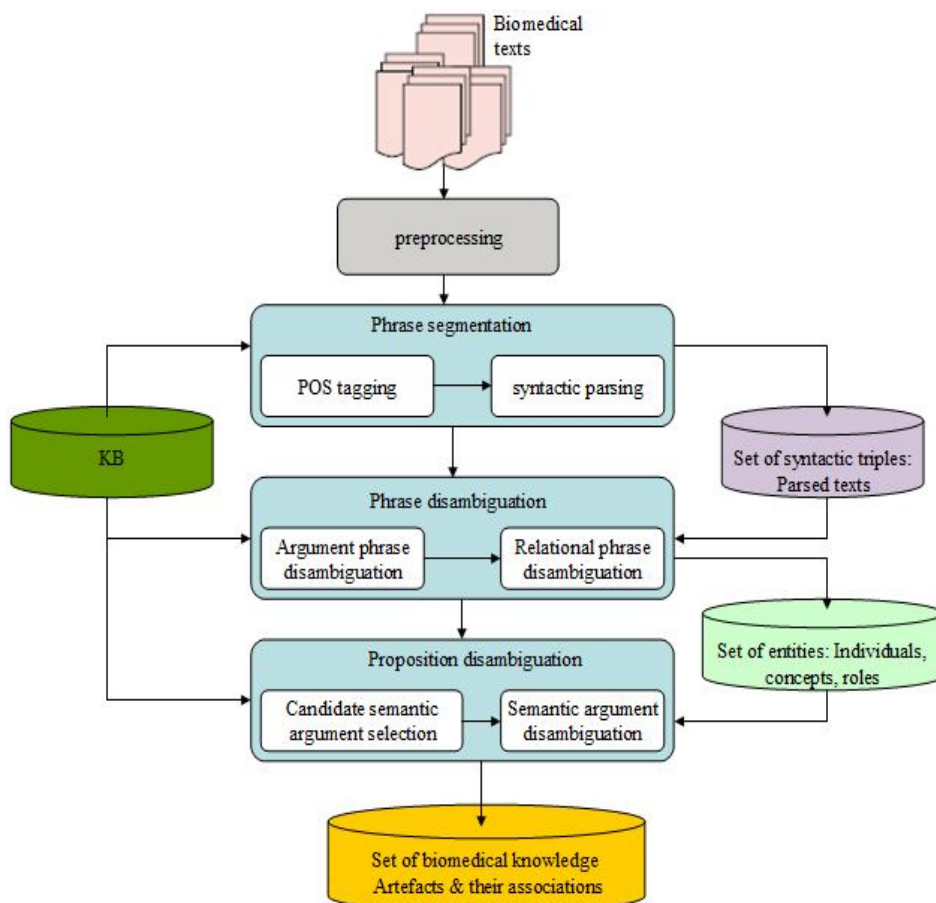 Biomedical
texts
preprocessing
Phrase segmentation
POS tagging
syntactic parsing
KB
Set of syntactic triples:
Parsed texts
Phrase disambiguation
Argument phrase
disambiguation
Relational phrase
disambiguation
Set of entities: Individuals,
concepts, roles
Proposition disambiguation
Candidate semantic
argument selection
Semantic argument
disambiguation
Set of biomedical knowledge
Artefacts & their associations